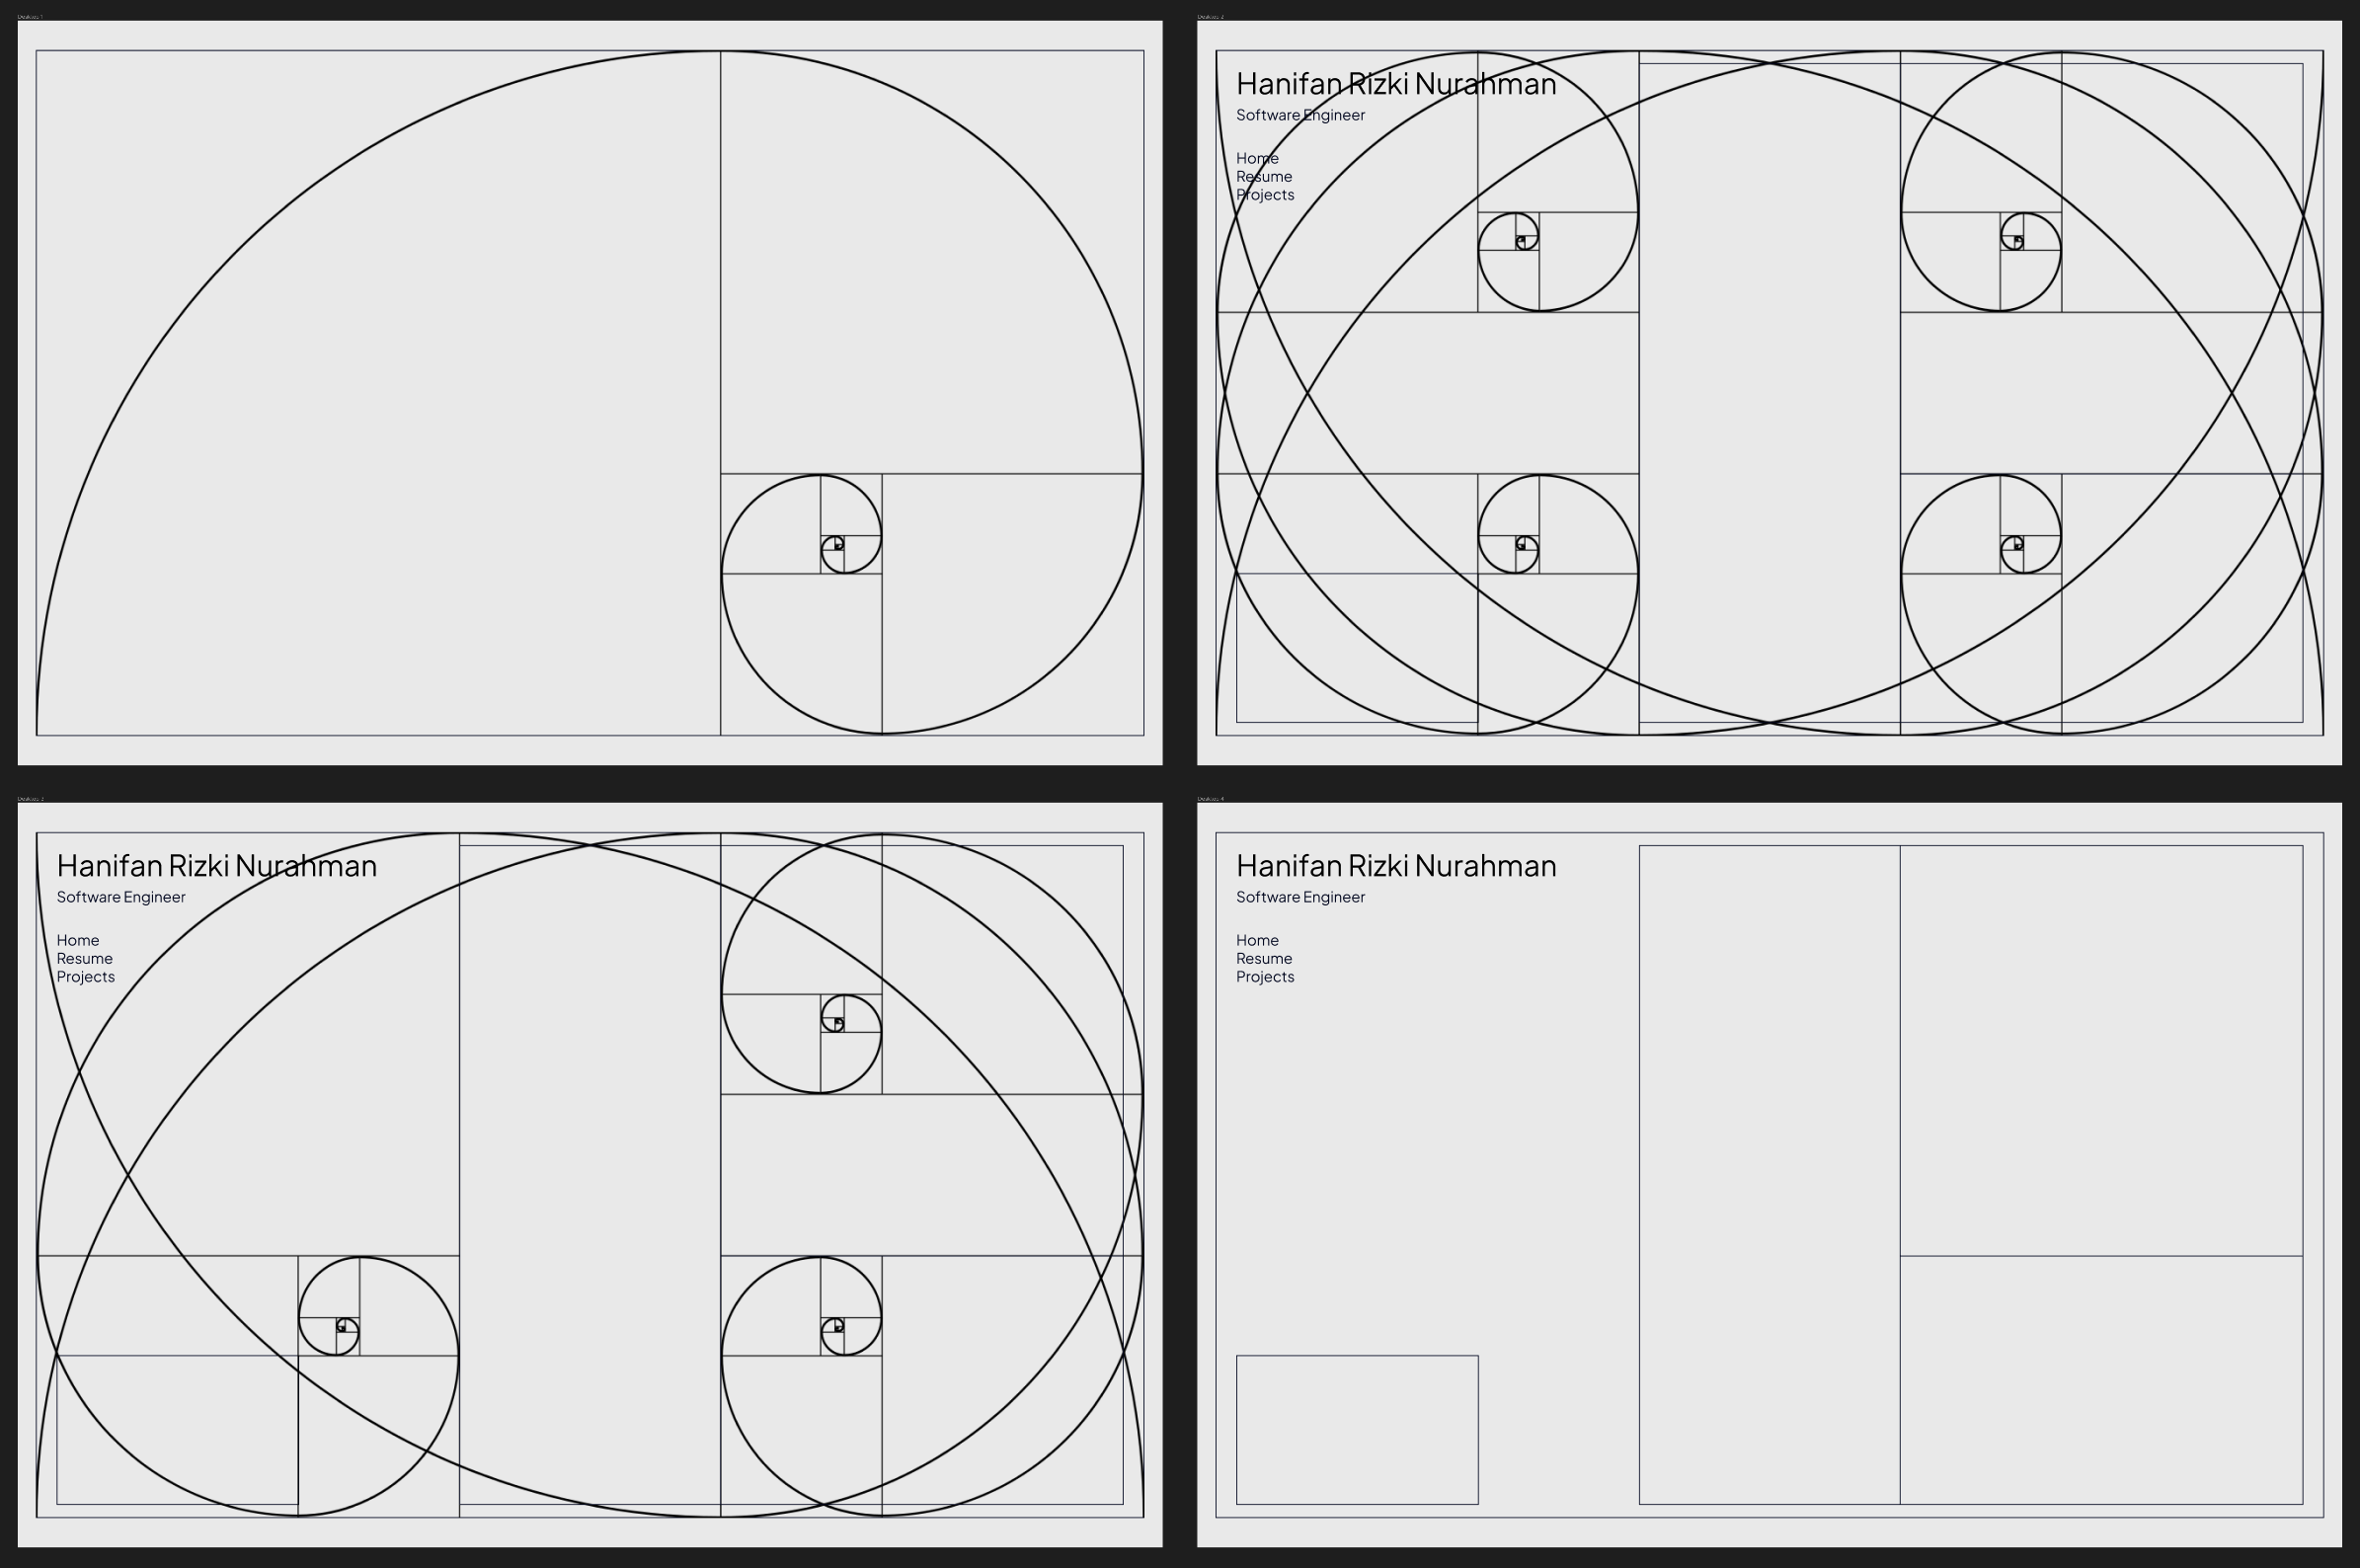 Desktop 1
Desktop 2
Hanifan Rizki Nurahman
Software Engineer
Home
Resume
Projects
Desktop 3
Hanifan Rizki Nurahman
Software Engineer
Home
Resume
Projects
Desktop 4
Hanifan Rizki Nurahman
Software Engineer
Home
Resume
Projects